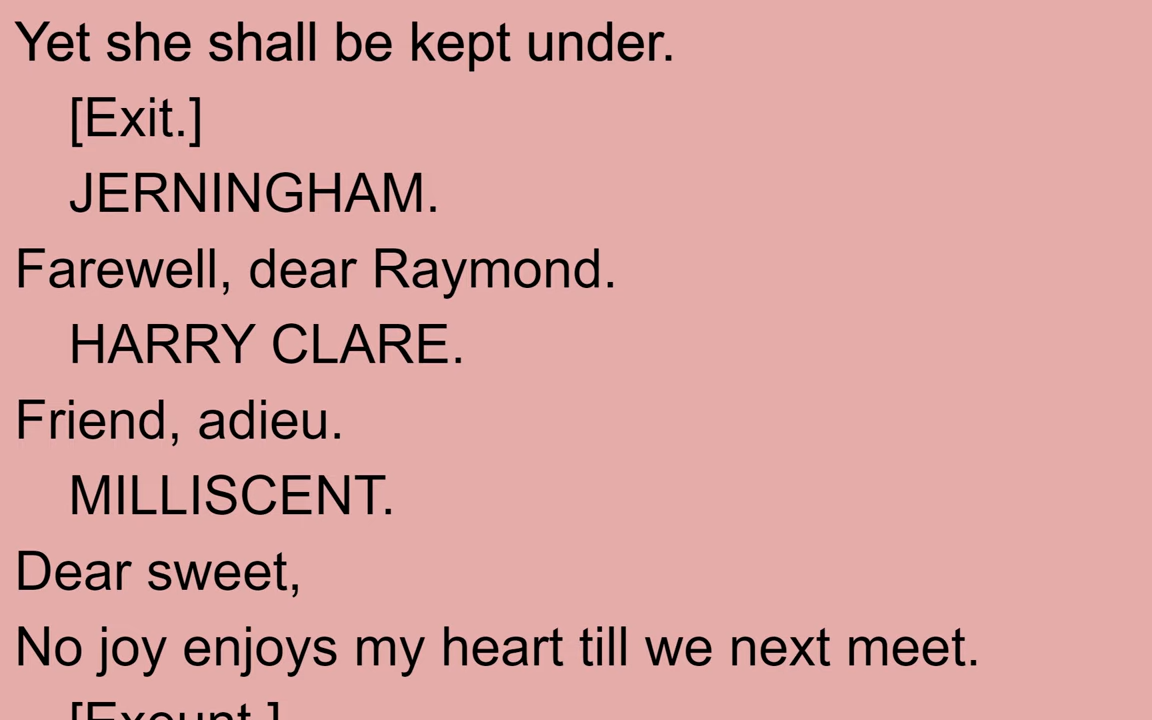 Yet she shall be kept under.
[Exit.]
JERNINGHAM.
Farewell, dear Raymond.
HARRY CLARE.
Friend, adieu.
MILLISCENT.
Dear sweet,
No joy enjoys my heart till we next meet.
[Exeunt.]